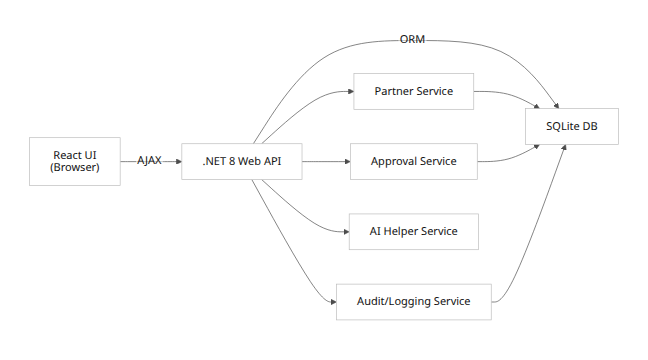 ORM
Partner Service
SQLite DB
React UI
(Browser)
AJAX
.NET 8 Web API
Approval Service
AI Helper Service
Audit/Logging Service